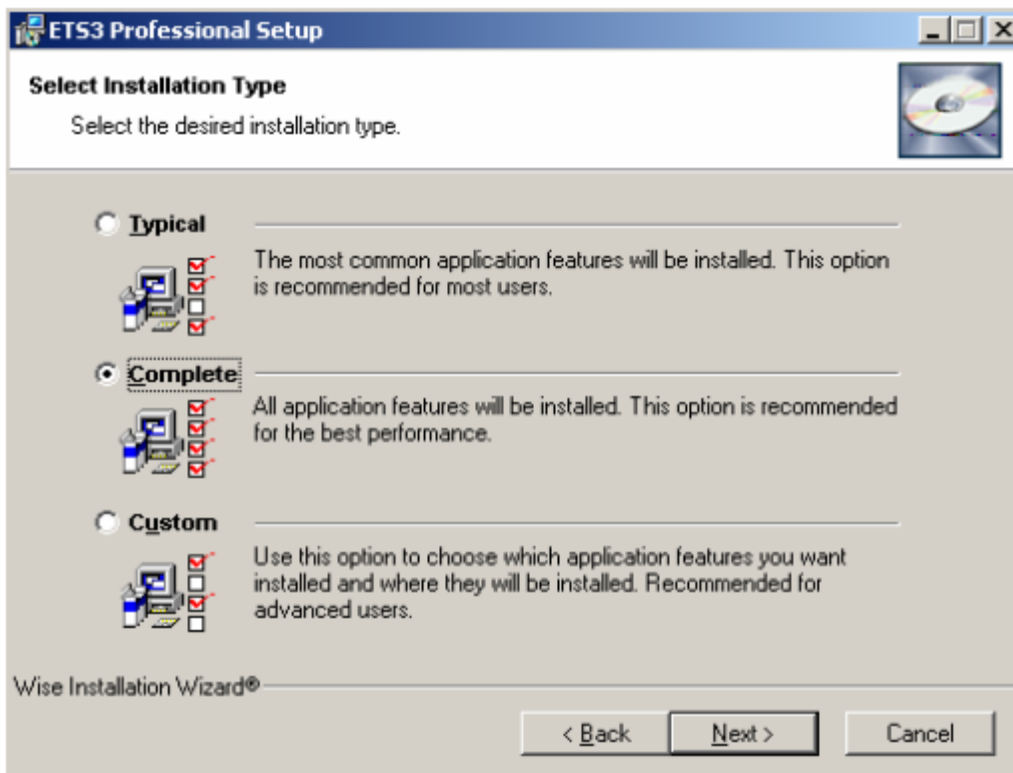 ETS3 Professional Setup
Select Installation Type
Select the desired installation type.
Typical
The most common application features will be installed. This option
is recommended for most users.
Complete
All application features will be installed. This option is recommended
for the best performance.
Custom
Use this option to choose which application features you want
installed and where they will be installed. Recommended for
advanced users.
Wise Installation Wizard®
< Back
Next >
Cancel